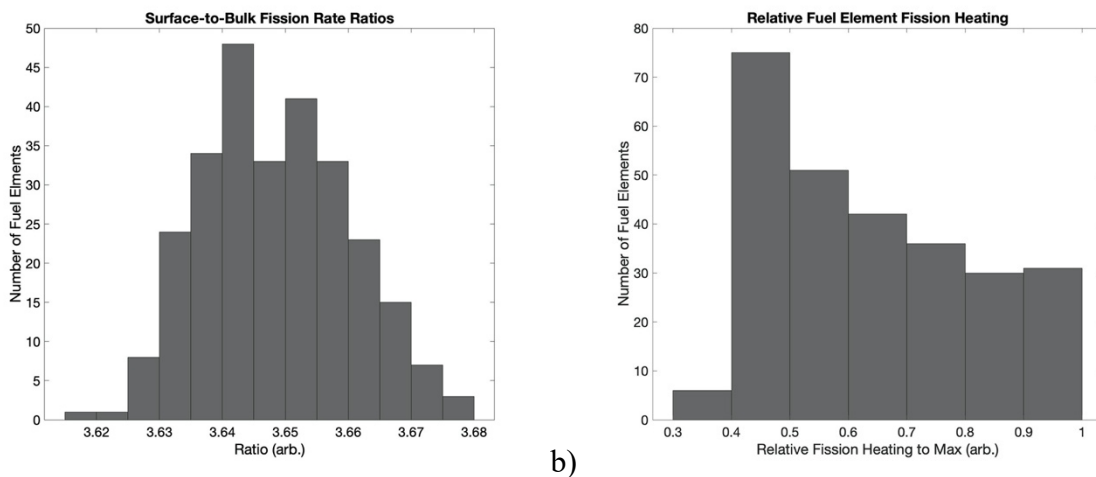 Surface-to-Bulk Fission Rate Ratios
50
45
40
35
30
25
20
15
10
5
0
Number of Fuel Elments
3.62 3.63 3.64 3.65 3.66 3.67 3.68
Ratio (arb.)
b)
Relative Fuel Element Fission Heating
80
70
60
50
40
30
20
10
0
Number of Fuel Elements
0.3 0.4 0.5 0.6 0.7 0.8 0.9 1
Relative Fission Heating to Max (arb.)